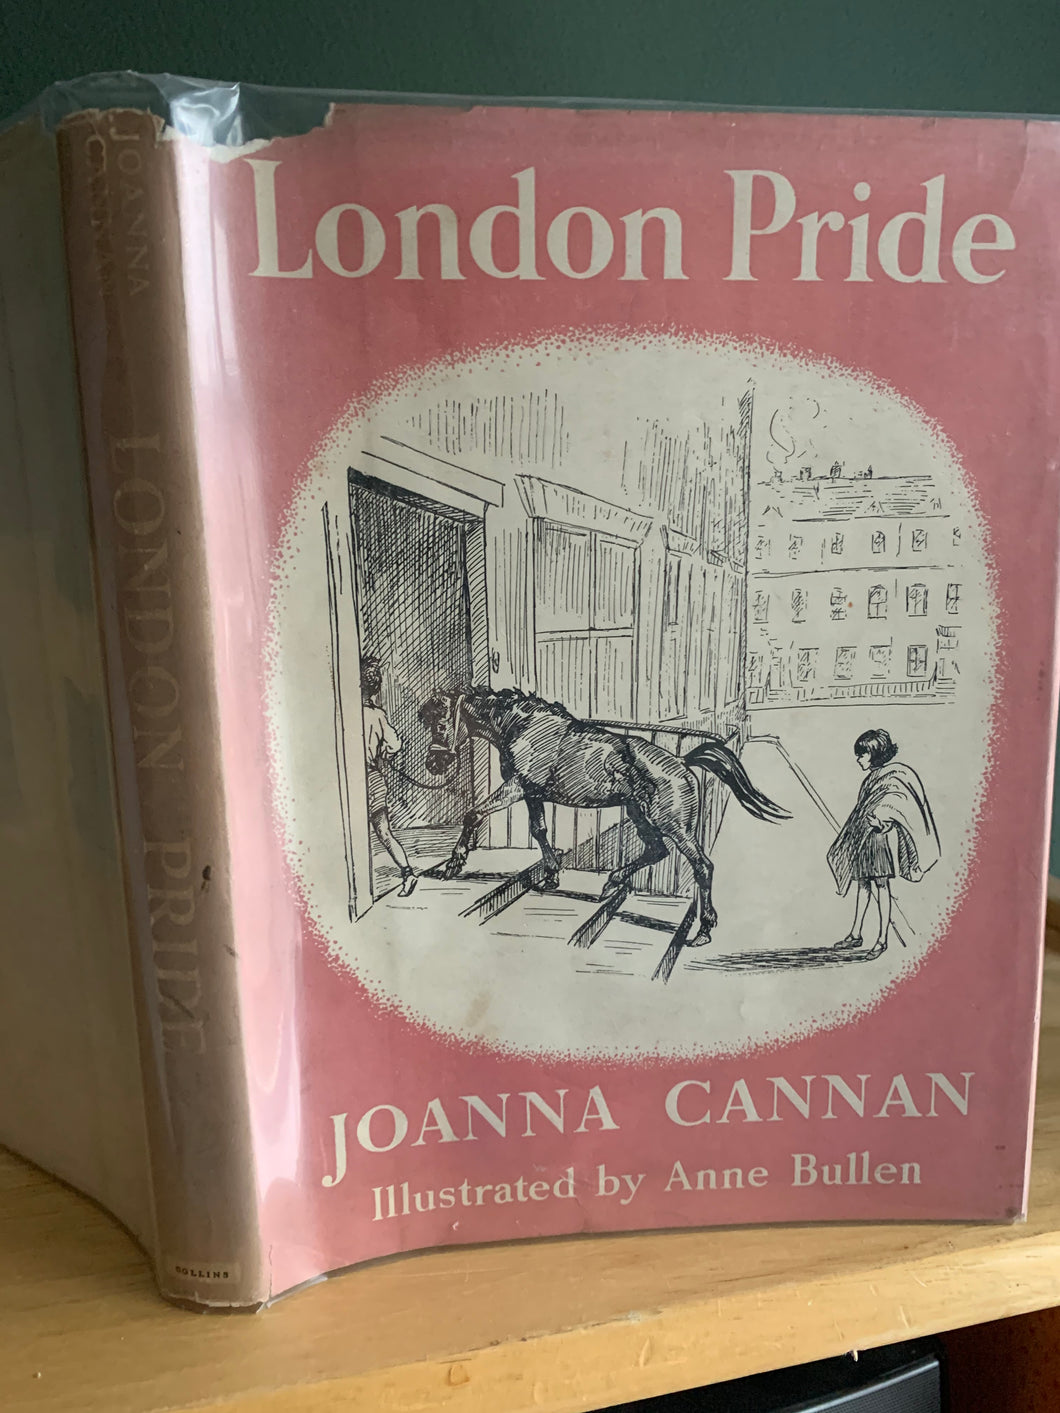 London Pride
JOANNA CANNAN
Illustrated by Anne Bullen
JOANNA
CANNAN
LONDON PRIDE
COLLINS